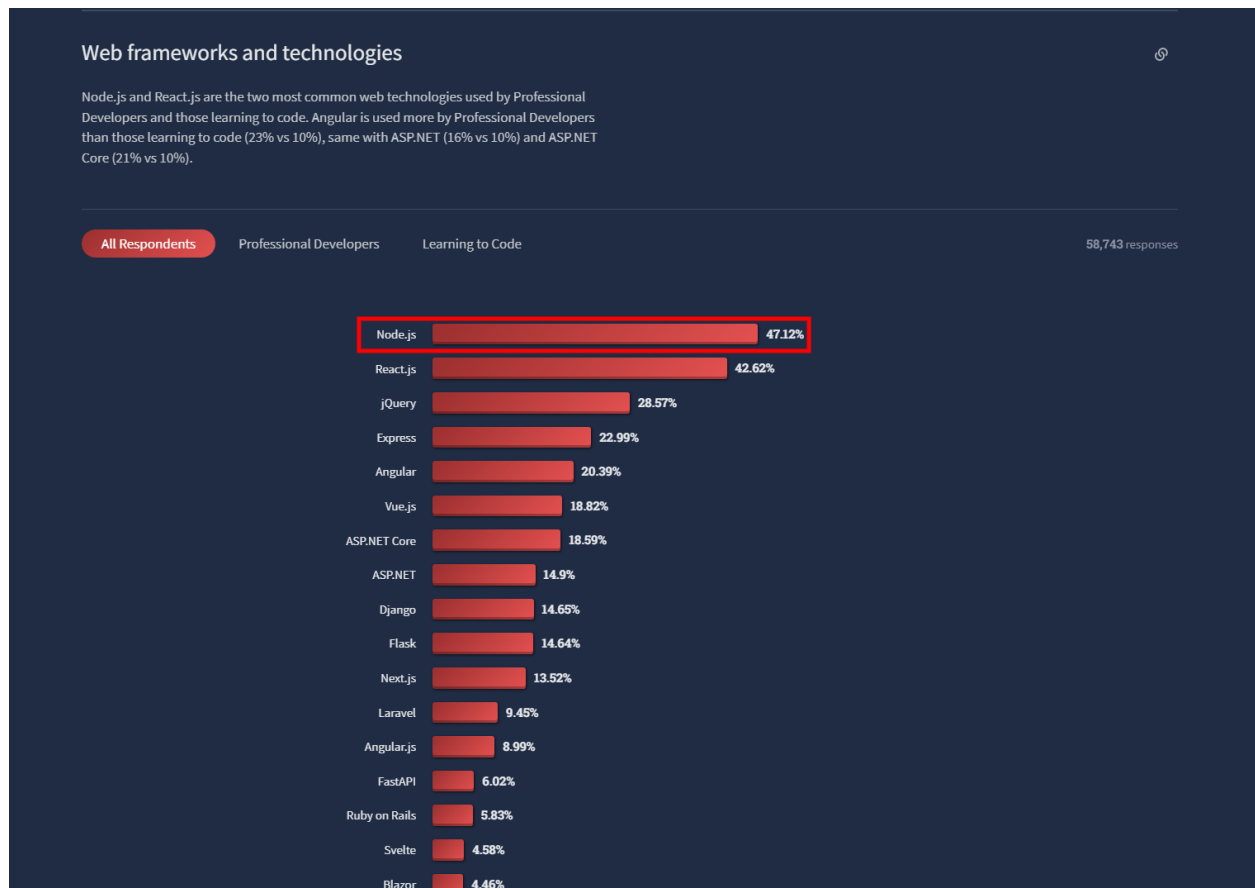 Web frameworks and technologies
Node.js and React.js are the two most common web technologies used by Professional
Developers and those learning to code. Angular is used more by Professional Developers
than those learning to code (23% vs 10%), same with ASP.NET (16% vs 10%) and ASP.NET
Core (21% vs 10%).
All Respondents Professional Developers Learning to Code 58,743 responses
Node.js 47.12%
React.js 42.62%
jQuery 28.57%
Express 22.99%
Angular 20.39%
Vue.js 18.82%
ASP.NET Core 18.59%
ASP.NET 14.9%
Django 14.65%
Flask 14.64%
Next.js 13.52%
Laravel 9.45%
Angular.js 8.99%
FastAPI 6.02%
Ruby on Rails 5.83%
Svelte 4.58%
Blazor 4.46%